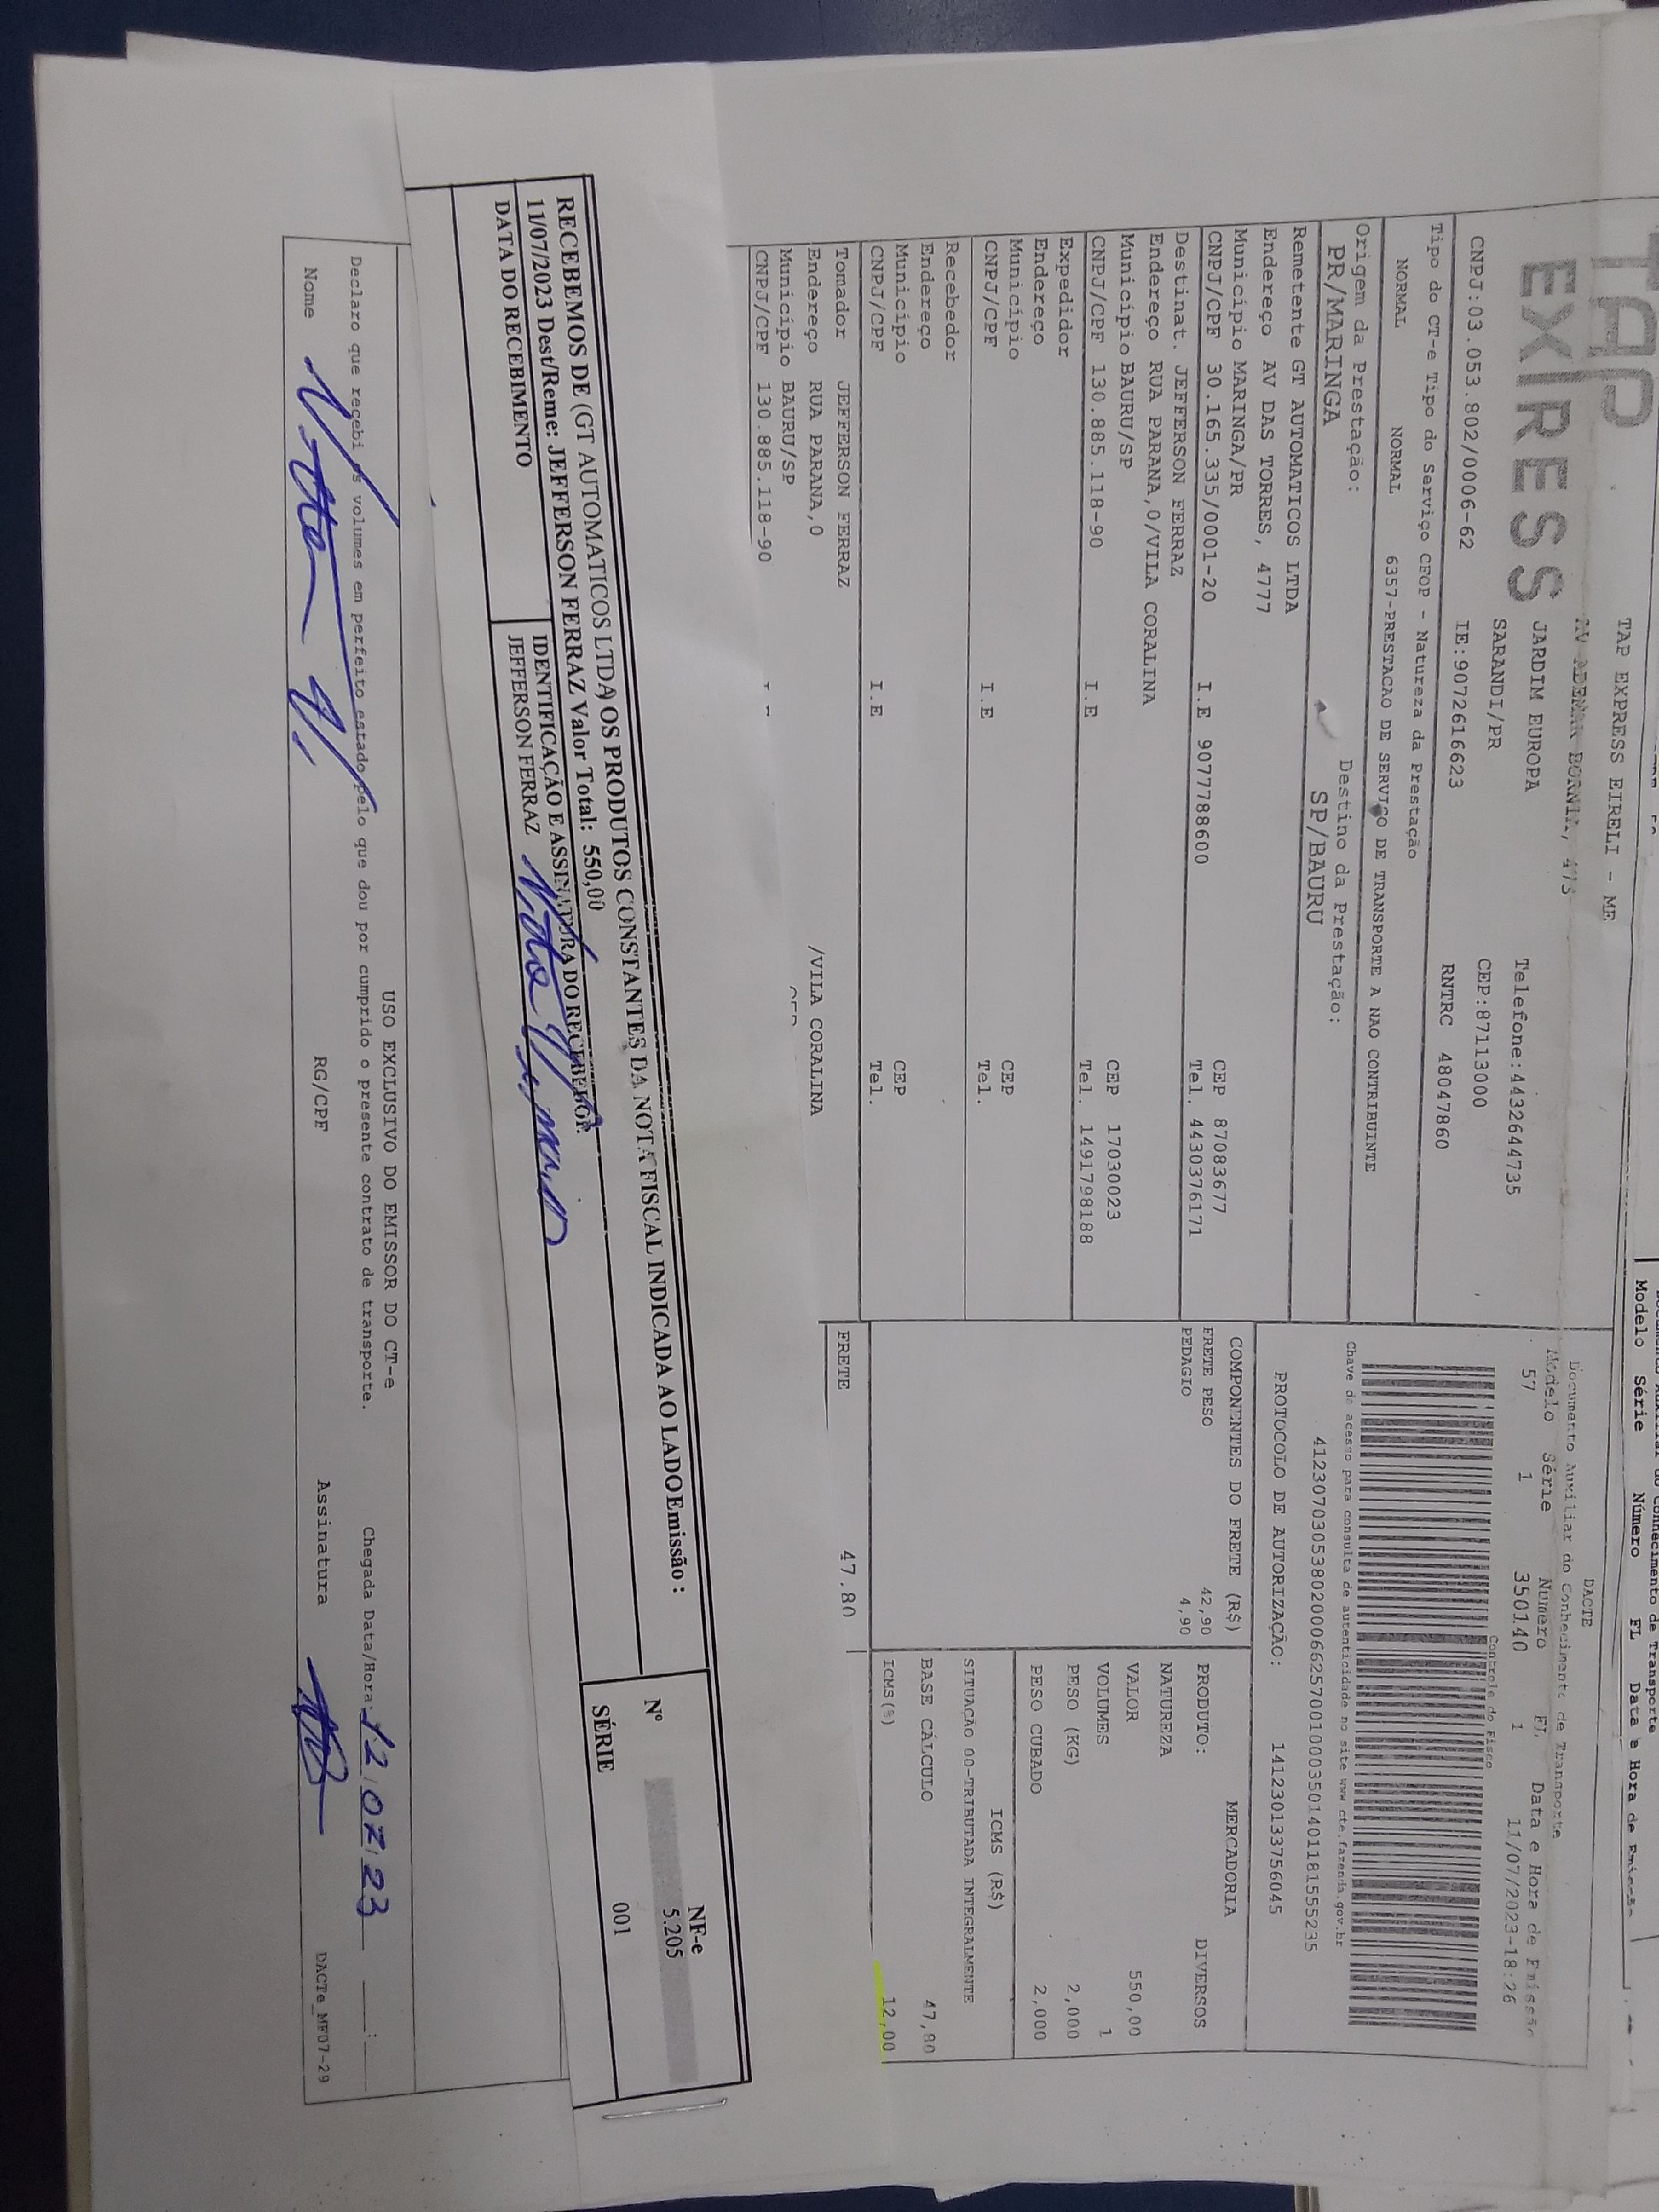 TAP
EXPRESS
TAP EXPRESS EIRELI - ME
AV ADEMAR BORNIA, 475
JARDIM EUROPA
Telefone:4432644735
SARANDI/PR
CEP:87113000
CNPJ:03.053.802/0006-62 IE:9072616623 RNTRC 48047860
Modelo Série Número FL Data e Hora de Emissão
DACTE
Documento Auxiliar do Conhecimento de Transporte
Modelo Série Numero FL Data e Hora de Emissão
57 1 350140 1 11/07/2023-18:26
Controle do Fisco
Tipo do CT-e Tipo do Serviço CFOP - Natureza da Prestação
NORMAL NORMAL 6357-PRESTACAO DE SERVIÇO DE TRANSPORTE A NAO CONTRIBUINTE
Chave de acesso para consulta de autenticidade no site www.cte.fazenda.gov.br
41230703053802000662570010003501401181555235
Origem da Prestação: Destino da Prestação:
PR/MARINGA SP/BAURU
PROTOCOLO DE AUTORIZAÇÃO: 141230133756045
Remetente GT AUTOMATICOS LTDA
Endereço AV DAS TORRES, 4777
Município MARINGA/PR CEP 87083677
CNPJ/CPF 30.165.335/0001-20 I.E 9077788600 Tel. 4430376171
Destinat. JEFFERSON FERRAZ
Endereço RUA PARANA,0/VILA CORALINA
Município BAURU/SP CEP 17030023
CNPJ/CPF 130.885.118-90 I.E Tel. 1491798188
Expedidor
Endereço
Município CEP
CNPJ/CPF I.E Tel.
Recebedor
Endereço
Município CEP
CNPJ/CPF I.E Tel.
Tomador JEFFERSON FERRAZ
Endereço RUA PARANA,0 /VILA CORALINA
Município BAURU/SP
CNPJ/CPF 130.885.118-90
COMPONENTES DO FRETE (R$)
FRETE PESO 42,90
PEDAGIO 4,90
FRETE 47,80
MERCADORIA
PRODUTO: DIVERSOS
NATUREZA
VALOR 550,00
VOLUMES 1
PESO (KG) 2,000
PESO CUBADO 2,000
ICMS (R$)
SITUAÇÃO 00-TRIBUTADA INTEGRALMENTE
BASE CÁLCULO 47,80
ICMS(%) 12,00
RECEBEMOS DE (GT AUTOMATICOS LTDA) OS PRODUTOS CONSTANTES DA NOTA FISCAL INDICADA AO LADO Emissão :
11/07/2023 Dest/Reme: JEFFERSON FERRAZ Valor Total: 550,00
DATA DO RECEBIMENTO
IDENTIFICAÇÃO E ASSINATURA DO RECEBEDOR
JEFFERSON FERRAZ
NF-e
Nº 5.205
SÉRIE 001
USO EXCLUSIVO DO EMISSOR DO CT-e
Declaro que recebi os volumes em perfeito estado pelo que dou por cumprido o presente contrato de transporte.
Chegada Data/Hora: 12/07/23
Nome RG/CPF Assinatura
DACTe_MF07-29